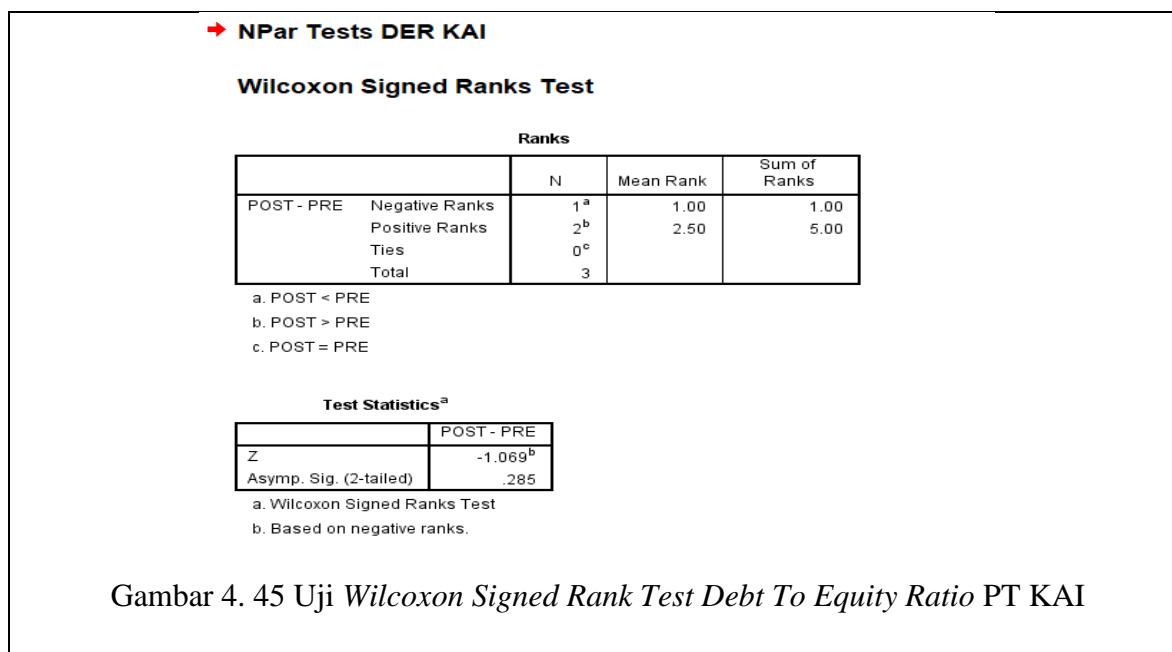 NPar Tests DER KAI
Wilcoxon Signed Ranks Test
Ranks
N Mean Rank Sum of Ranks
POST - PRE Negative Ranks 1a 1.00 1.00
Positive Ranks 2b 2.50 5.00
Ties 0c
Total 3
a. POST < PRE
b. POST > PRE
c. POST = PRE
Test Statisticsa
POST - PRE
Z -1.069b
Asymp. Sig. (2-tailed) .285
a. Wilcoxon Signed Ranks Test
b. Based on negative ranks.
Gambar 4. 45 Uji Wilcoxon Signed Rank Test Debt To Equity Ratio PT KAI